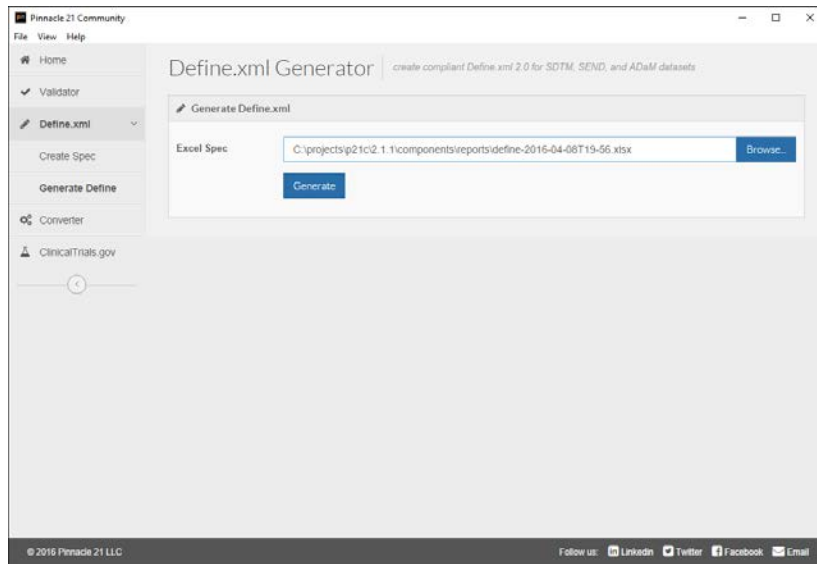 Pinnacle 21 Community
File View Help
Home
Validator
Define.xml
Create Spec
Generate Define
Converter
ClinicalTrials.gov
Define.xml Generator
create compliant Define.xml 2.0 for SDTM, SEND, and ADaM datasets
Generate Define.xml
Excel Spec
C:\projects\p21c\2.1.1\components\reports\define-2016-04-08T19-56.xlsx
Browse...
Generate
© 2016 Pinnacle 21 LLC
Follow us: in Linkedin Twitter Facebook Email